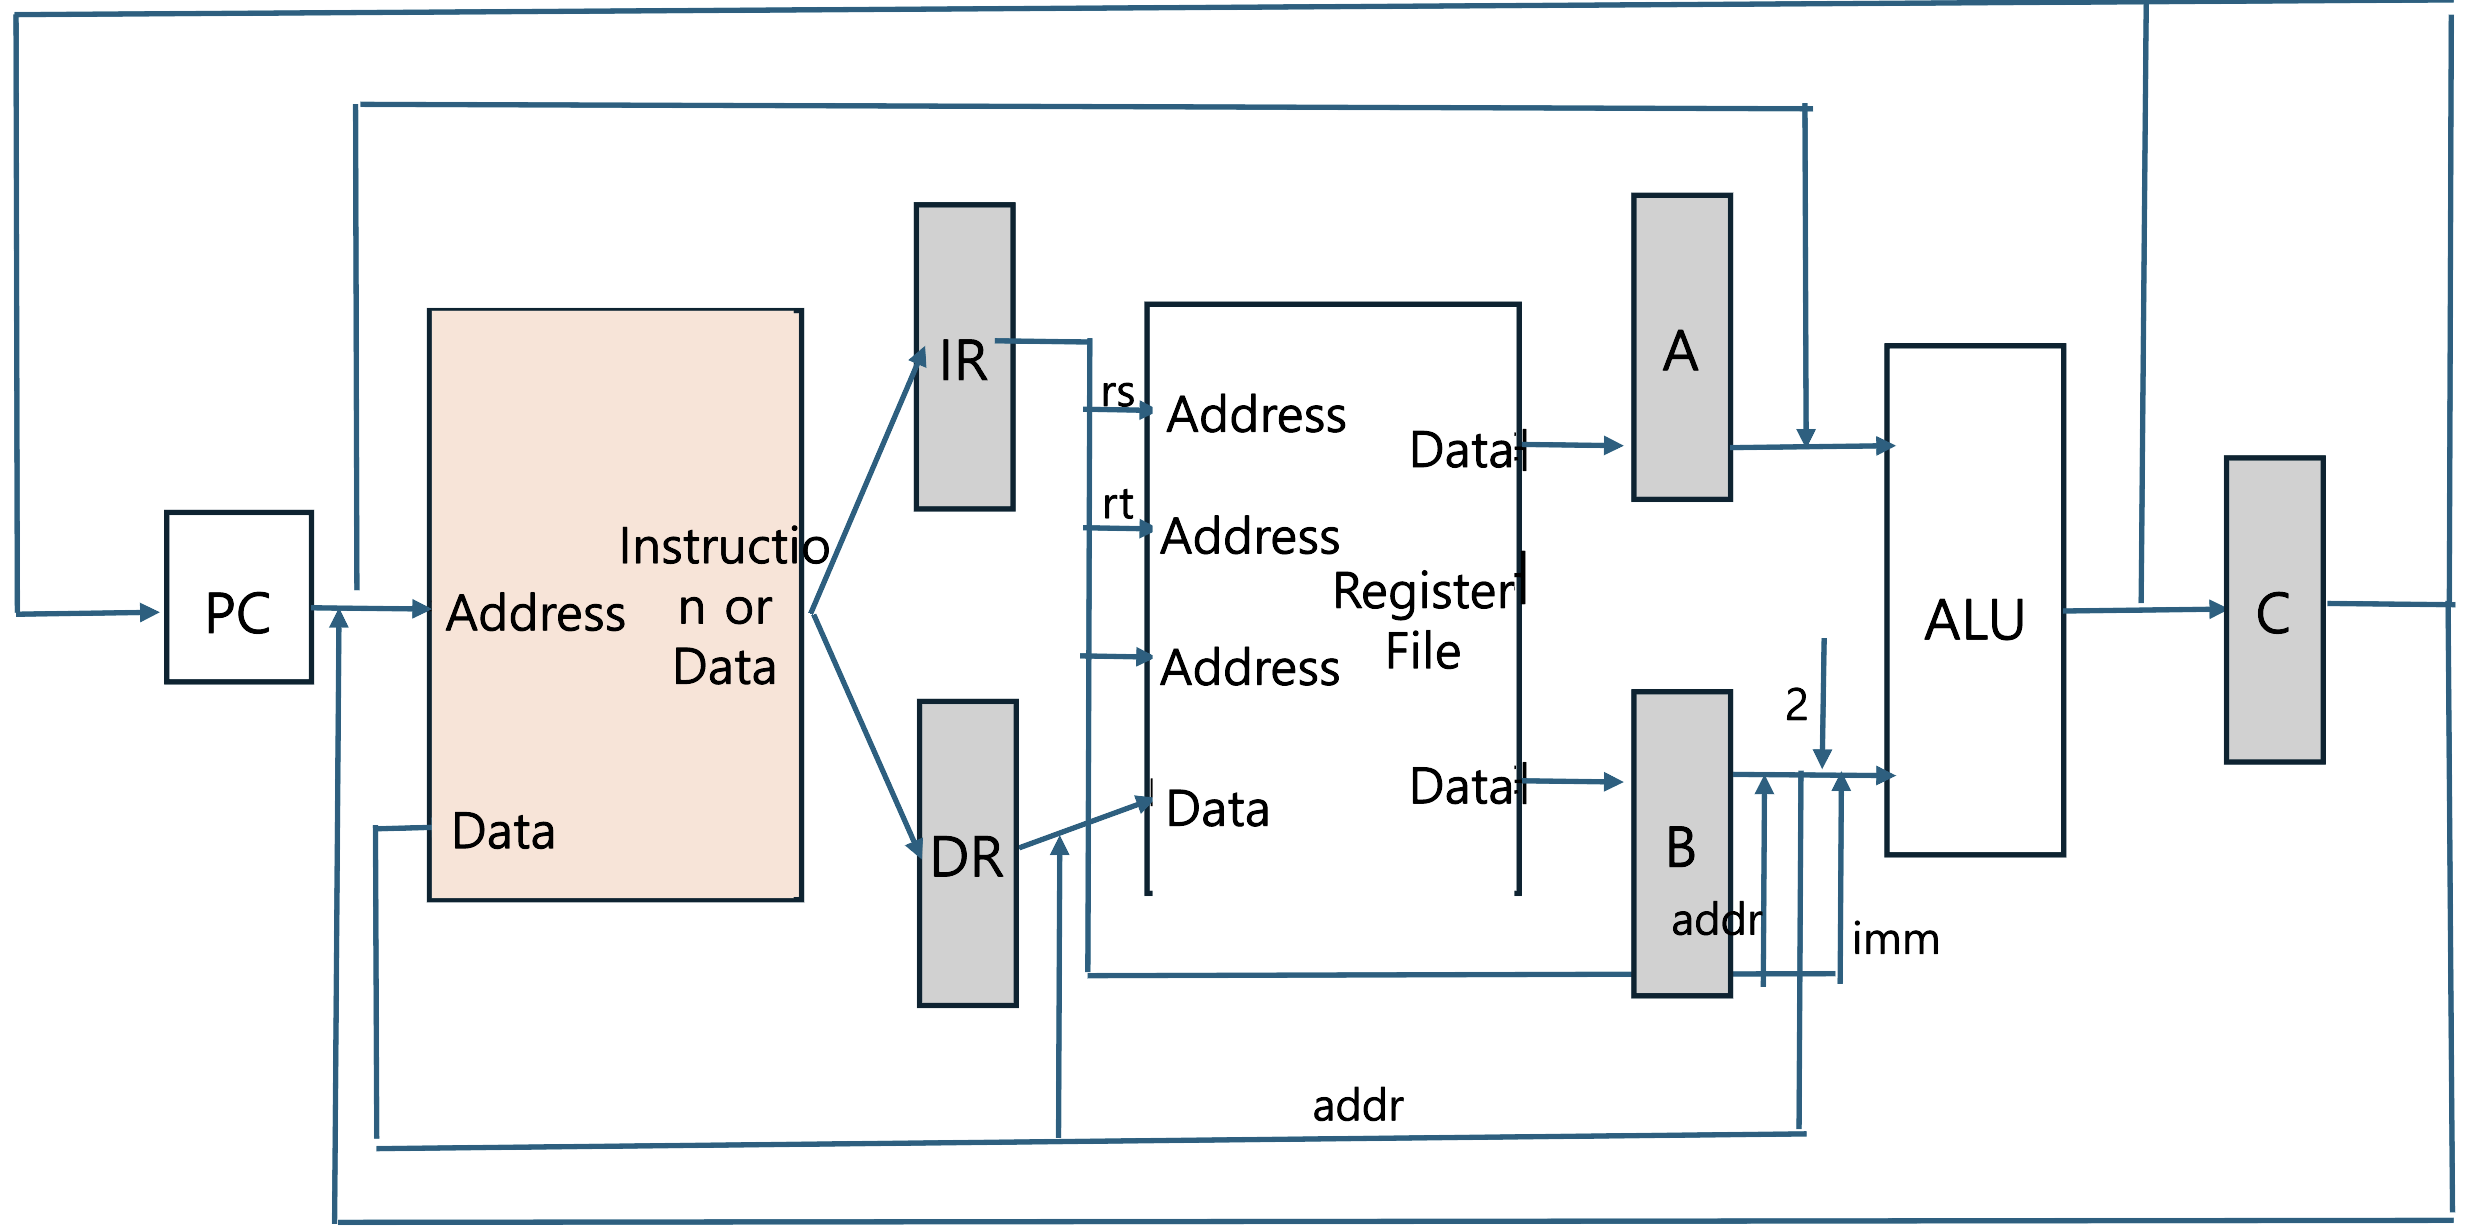 PC
Address
Instructio
n or
Data
Data
IR
DR
rs
rt
Address
Address
Address
Data
Data
Register
File
Data
A
B
addr
2
imm
ALU
C
addr